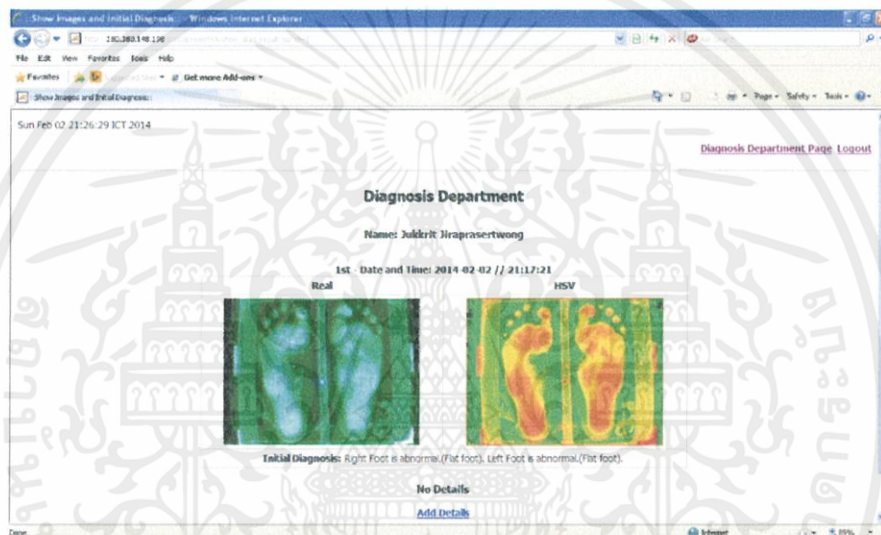 Show Images and Initial Diagnosis:: - Windows Internet Explorer
File Edit View Favorites Tools Help
Favorites Get more Add-ons
Show Images and Initial Diagnosis::
Page Safety Tools
Sun Feb 02 21:26:29 ICT 2014
Diagnosis Department Page Logout
Diagnosis Department
Name: Jukkrit Jiraprasertwong
1st - Date and Time: 2014-02-02 // 21:17:21
Real HSV
Initial Diagnosis: Right Foot is abnormal.(Flat foot). Left Foot is abnormal.(Flat foot).
No Details
Add Details
Done Internet 89%